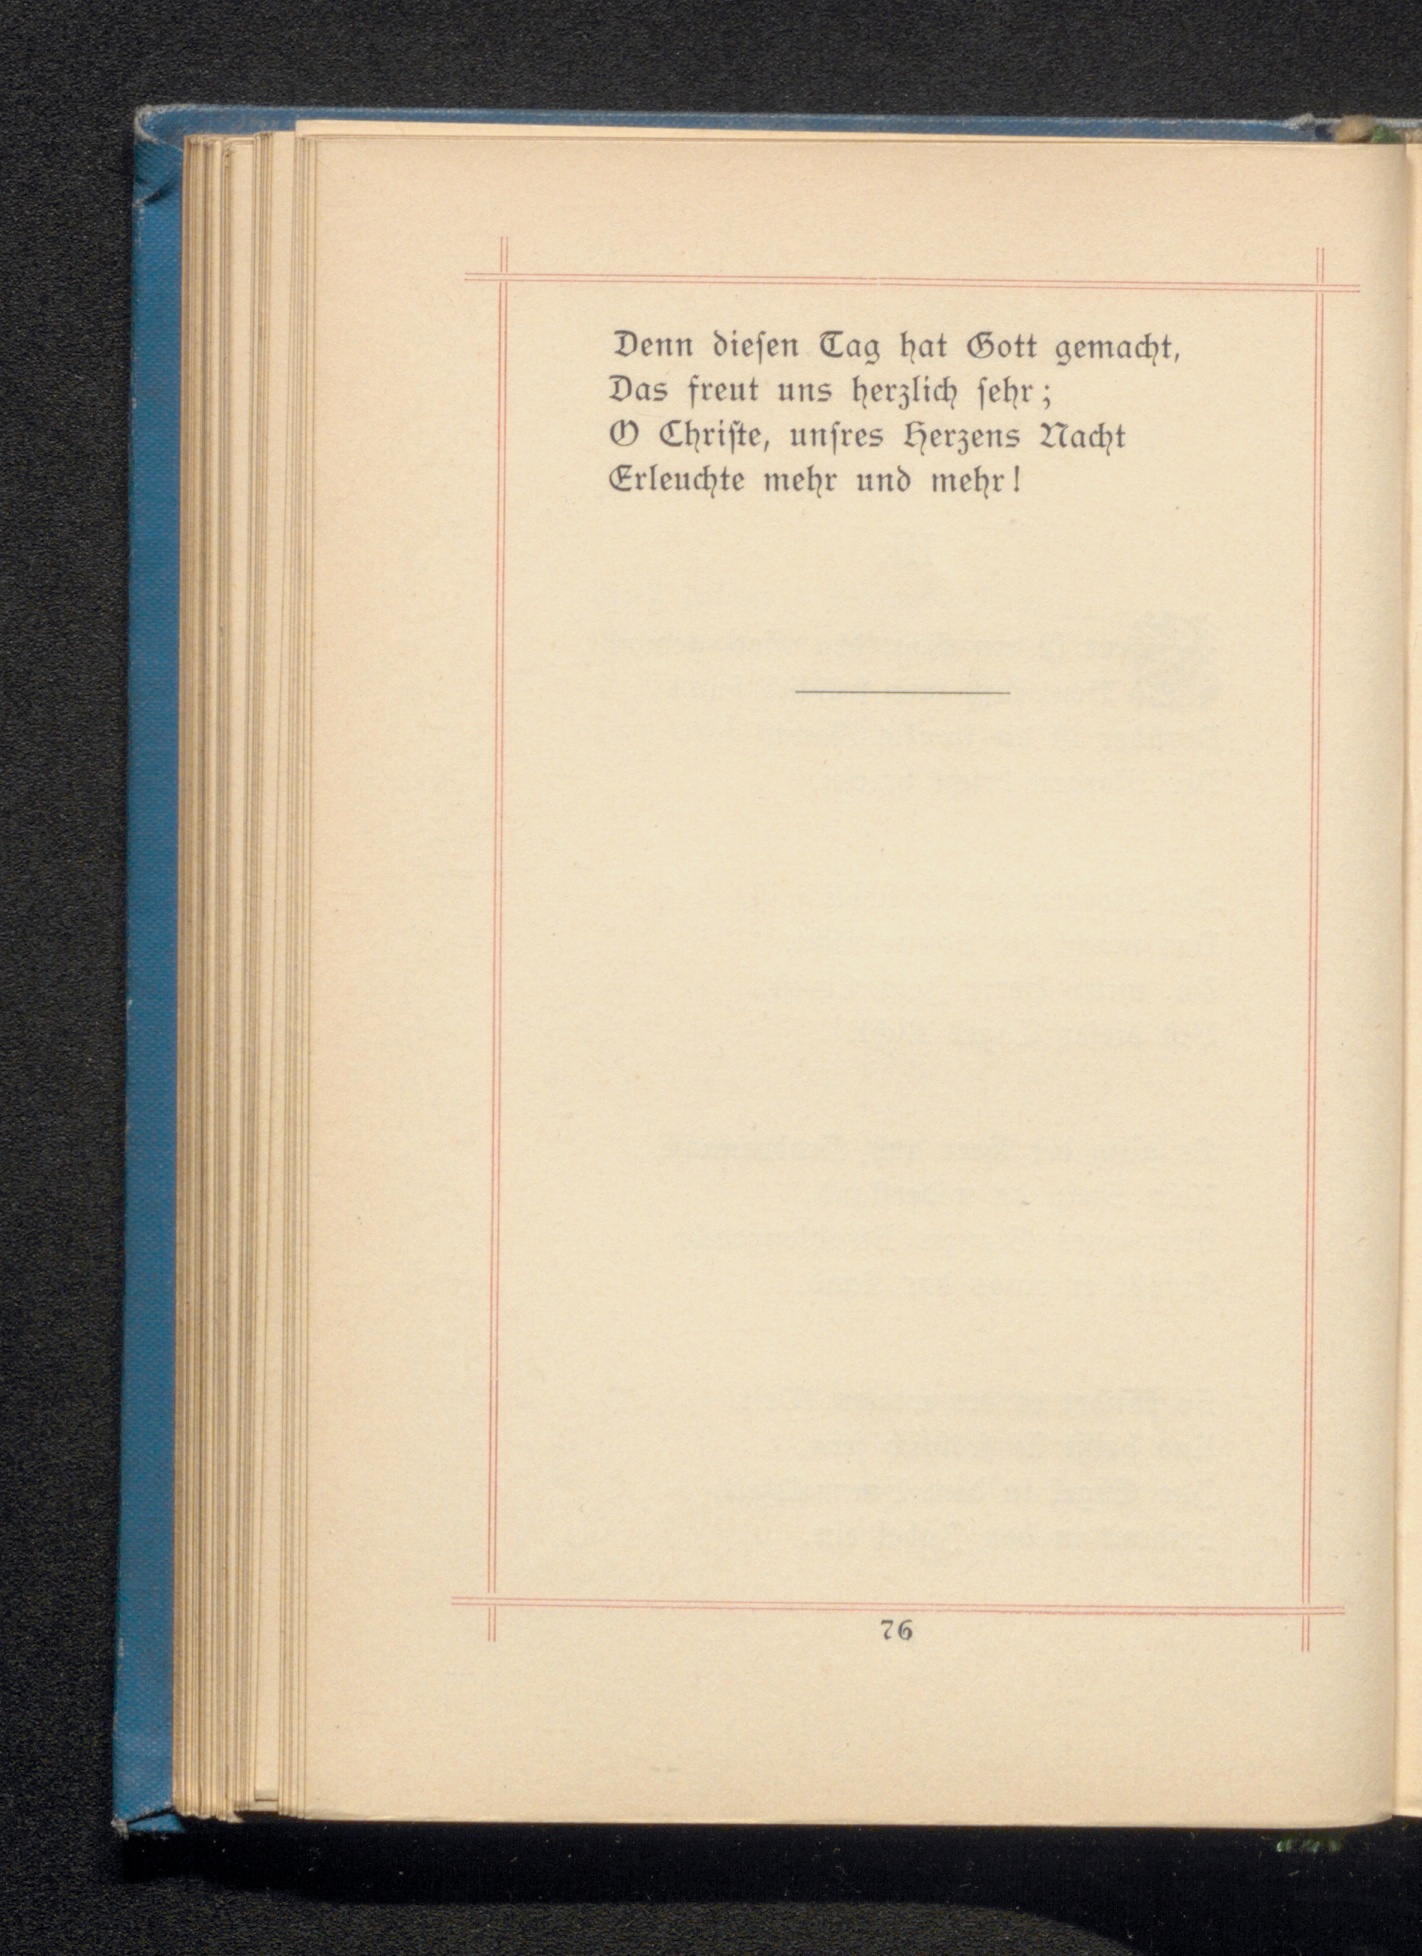 Denn dieſen Tag hat Gott gemacht,
Das freut uns herzlich ſehr;
O Chriſte, unſres Herzens Nacht
Erleuchte mehr und mehr!
76